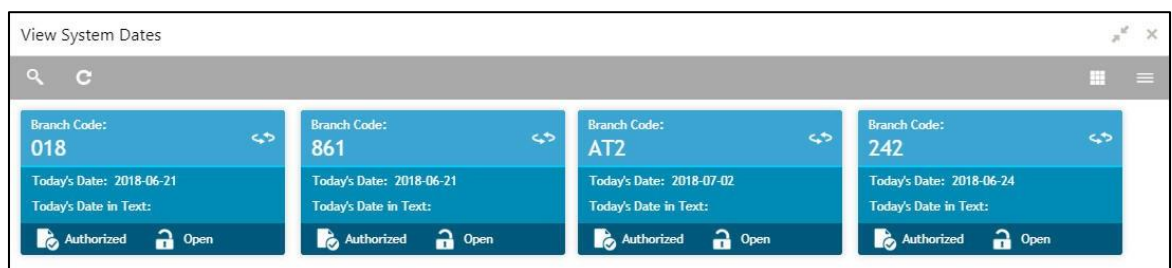 View System Dates
Branch Code:
018
Today's Date: 2018-06-21
Today's Date in Text:
Authorized Open
Branch Code:
861
Today's Date: 2018-06-21
Today's Date in Text:
Authorized Open
Branch Code:
AT2
Today's Date: 2018-07-02
Today's Date in Text:
Authorized Open
Branch Code:
242
Today's Date: 2018-06-24
Today's Date in Text:
Authorized Open